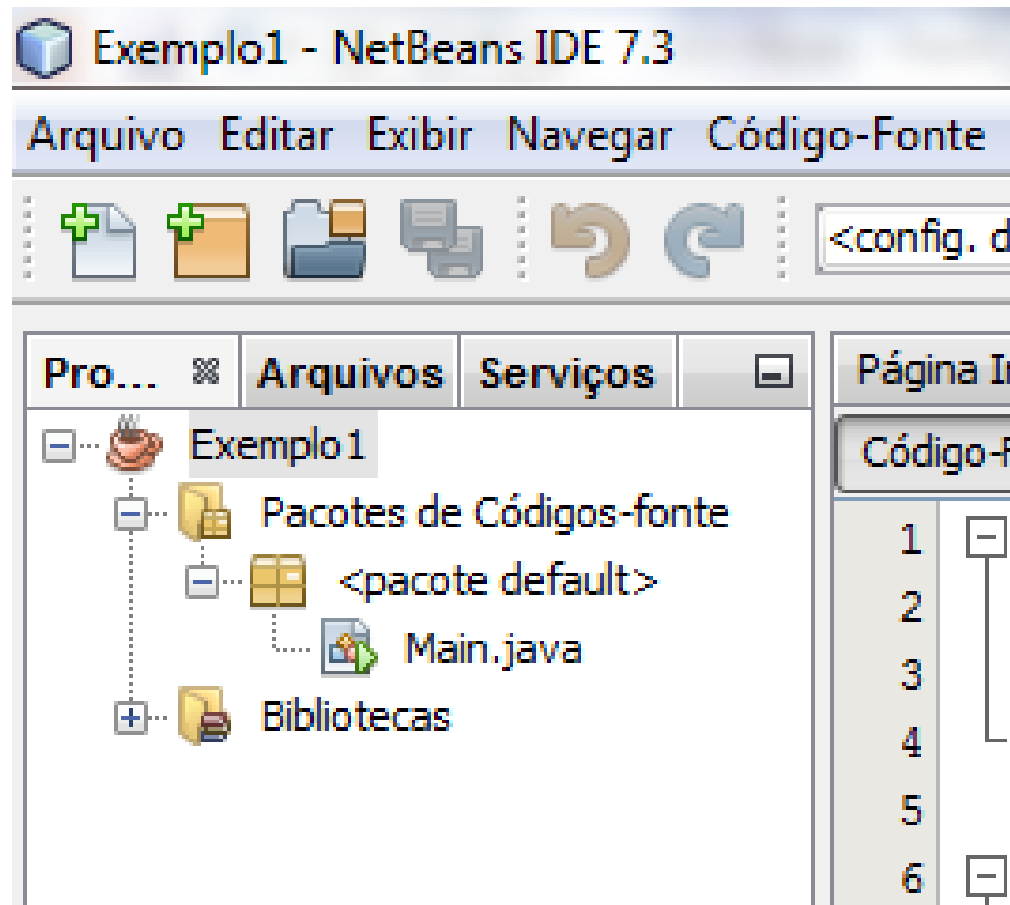 Exemplo1 - NetBeans IDE 7.3
Arquivo Editar Exibir Navegar Código-Fonte
<config. d
Pro... Arquivos Serviços
Página I
Código-F
Exemplo1
Pacotes de Códigos-fonte
<pacote default>
Main.java
Bibliotecas
1
2
3
4
5
6